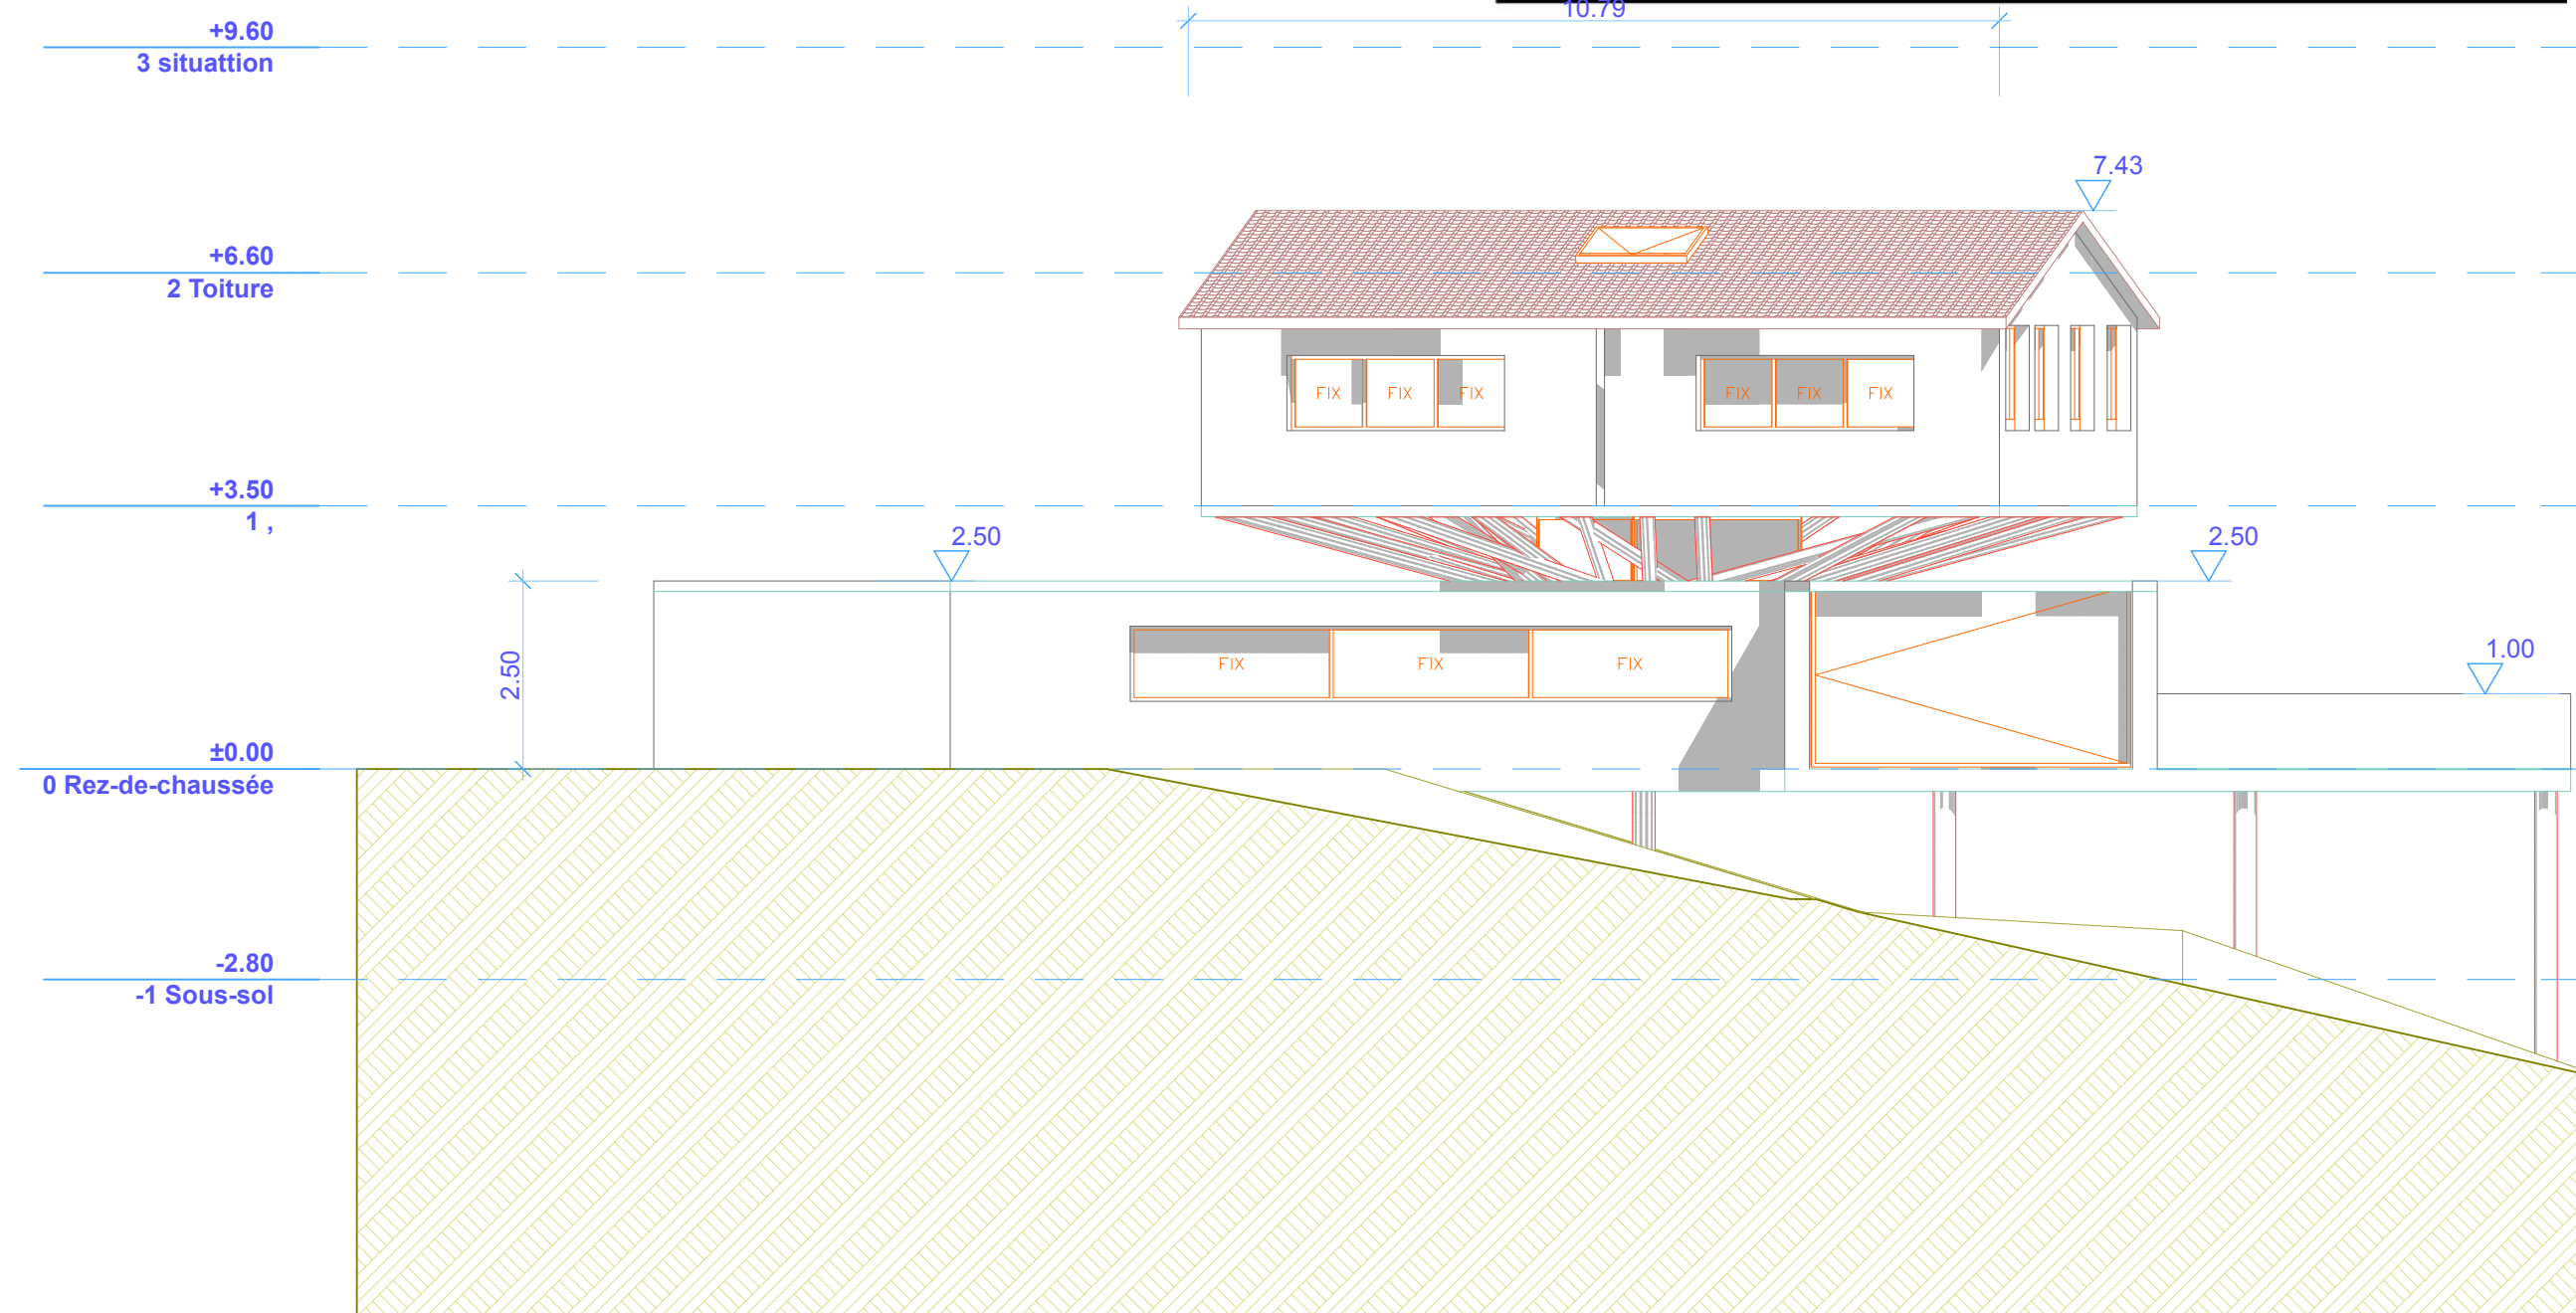 10.79
+9.60
3 situattion
7.43
+6.60
2 Toiture
FIX FIX FIX FIX FIX FIX
+3.50
1 ,
2.50
2.50
2.50
FIX FIX FIX
1.00
±0.00
0 Rez-de-chaussée
-2.80
-1 Sous-sol